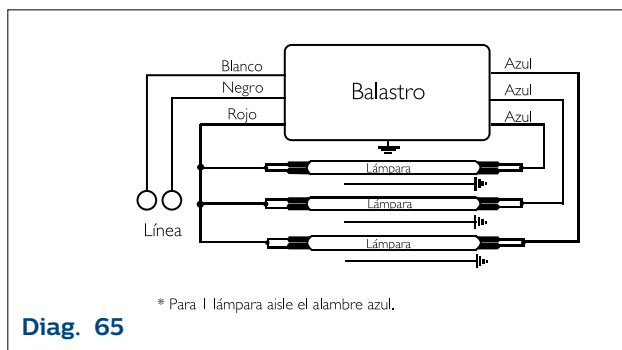 Blanco
Negro
Rojo
Balastro
Azul
Azul
Azul
Lámpara
Lámpara
Lámpara
Línea
* Para 1 lámpara aisle el alambre azul.
Diag. 65